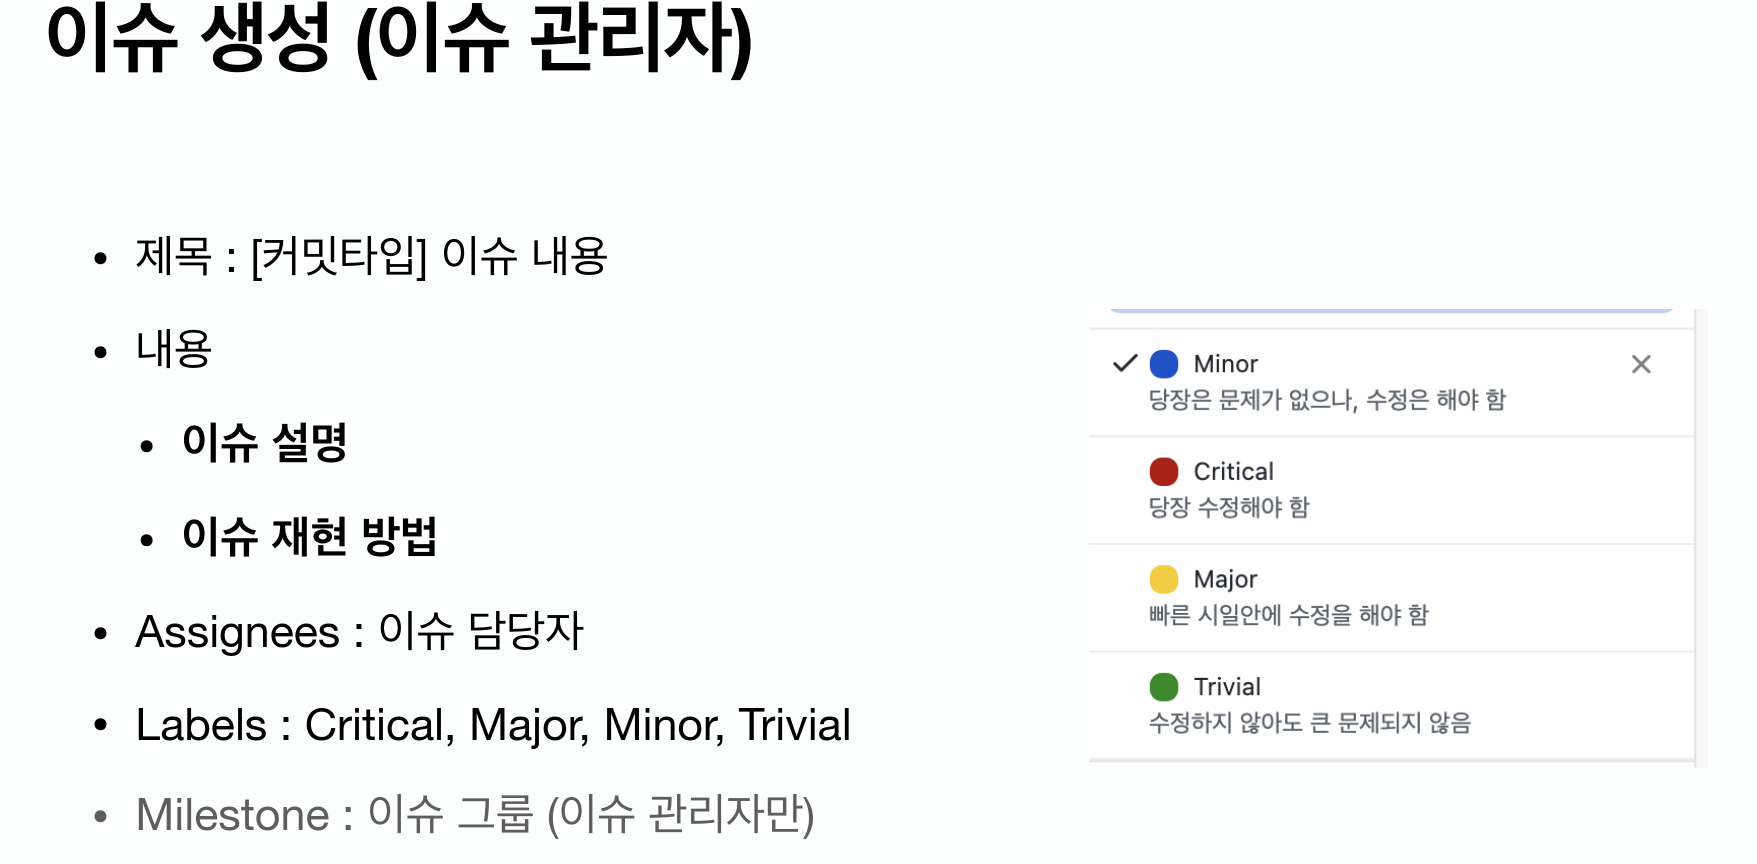 이슈 생성 (이슈 관리자)
• 제목 : [커밋타입] 이슈 내용
• 내용
• 이슈 설명
• 이슈 재현 방법
• Assignees : 이슈 담당자
• Labels : Critical, Major, Minor, Trivial
• Milestone : 이슈 그룹 (이슈 관리자만)
Minor
당장은 문제가 없으나, 수정은 해야 함
Critical
당장 수정해야 함
Major
빠른 시일안에 수정을 해야 함
Trivial
수정하지 않아도 큰 문제되지 않음